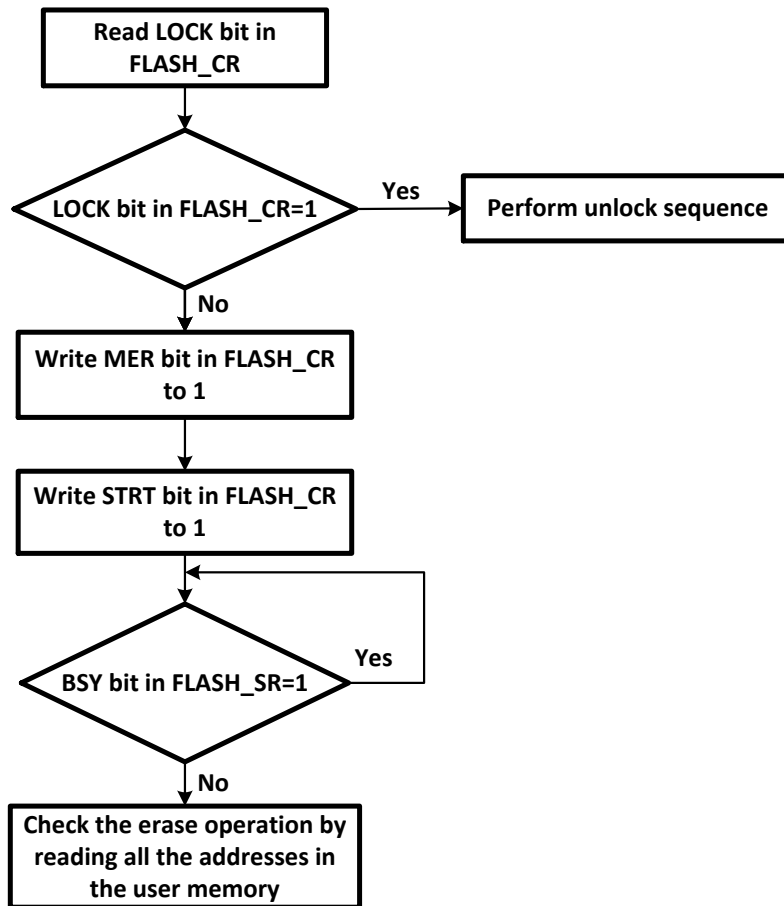 Read LOCK bit in
FLASH_CR
LOCK bit in FLASH_CR=1
Yes
Perform unlock sequence
No
Write MER bit in FLASH_CR
to 1
Write STRT bit in FLASH_CR
to 1
BSY bit in FLASH_SR=1
Yes
No
Check the erase operation by
reading all the addresses in
the user memory